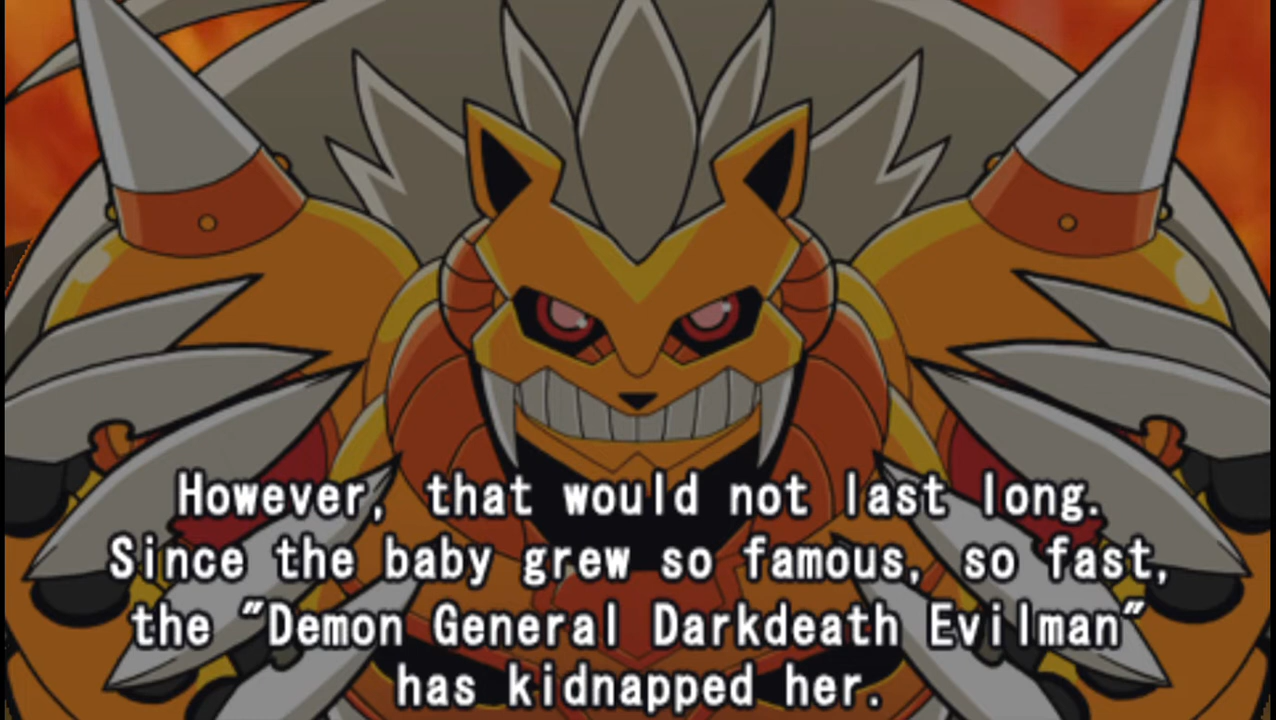 However, that would not last long.
Since the baby grew so famous, so fast,
the "Demon General Darkdeath Evilman"
has kidnapped her.